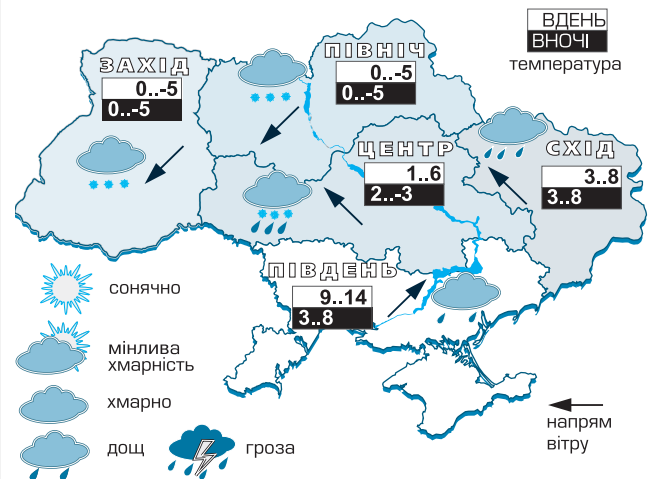 ВДЕНЬ
ВНОЧІ
температура
ЗАХІД
0..-5
0..-5
ПІВНІЧ
0..-5
0..-5
ЦЕНТР
1..6
2..-3
СХІД
3..8
3..8
ПІВДЕНЬ
9..14
3..8
сонячно
мінлива
хмарність
хмарно
дощ
гроза
напрям
вітру